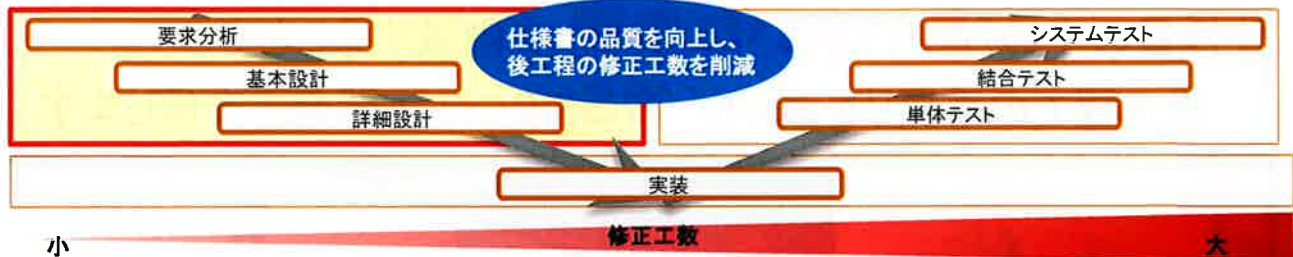 要求分析
基本設計
詳細設計
仕様書の品質を向上し、
後工程の修正工数を削減
システムテスト
結合テスト
単体テスト
実装
小
修正工数
大